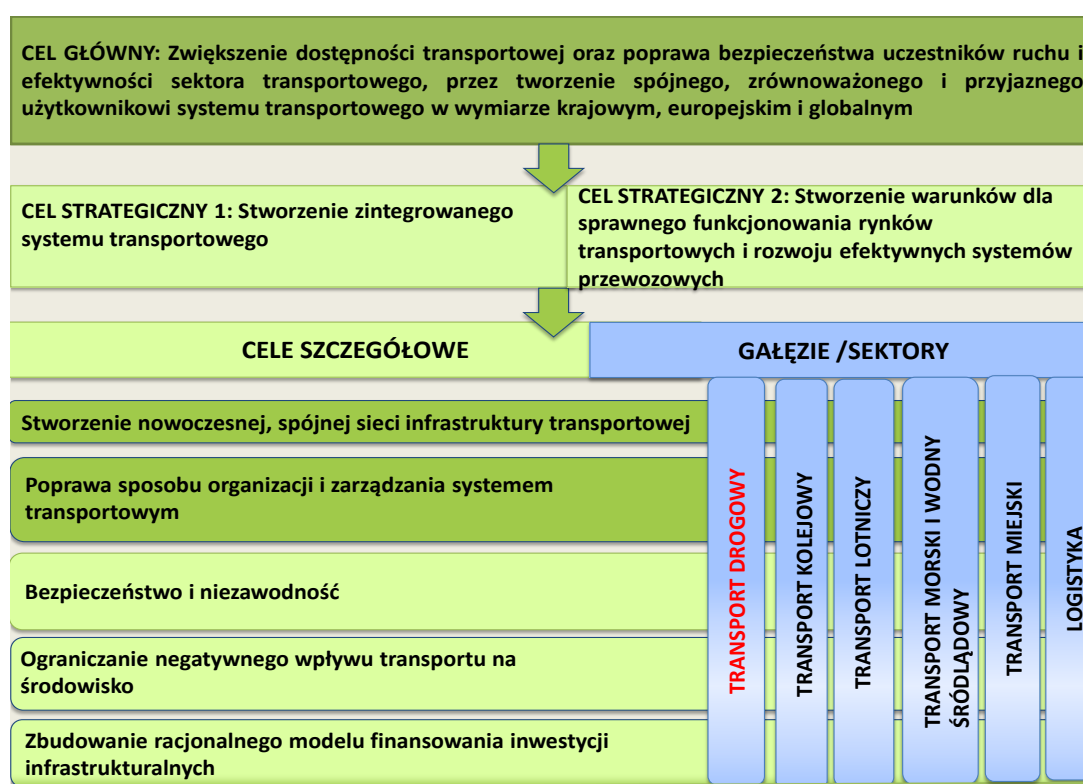 CEL GŁÓWNY: Zwiększenie dostępności transportowej oraz poprawa bezpieczeństwa uczestników ruchu i
efektywności sektora transportowego, przez tworzenie spójnego, zrównoważonego i przyjaznego
użytkownikowi systemu transportowego w wymiarze krajowym, europejskim i globalnym
CEL STRATEGICZNY 1: Stworzenie zintegrowanego
systemu transportowego
CEL STRATEGICZNY 2: Stworzenie warunków dla
sprawnego funkcjonowania rynków
transportowych i rozwoju efektywnych systemów
przewozowych
CELE SZCZEGÓŁOWE
GAŁĘZIE /SEKTORY
Stworzenie nowoczesnej, spójnej sieci infrastruktury transportowej
Poprawa sposobu organizacji i zarządzania systemem
transportowym
Bezpieczeństwo i niezawodność
Ograniczanie negatywnego wpływu transportu na
środowisko
Zbudowanie racjonalnego modelu finansowania inwestycji
infrastrukturalnych
TRANSPORT DROGOWY
TRANSPORT KOLEJOWY
TRANSPORT LOTNICZY
TRANSPORT MORSKI I WODNY
ŚRÓDLĄDOWY
TRANSPORT MIEJSKI
LOGISTYKA